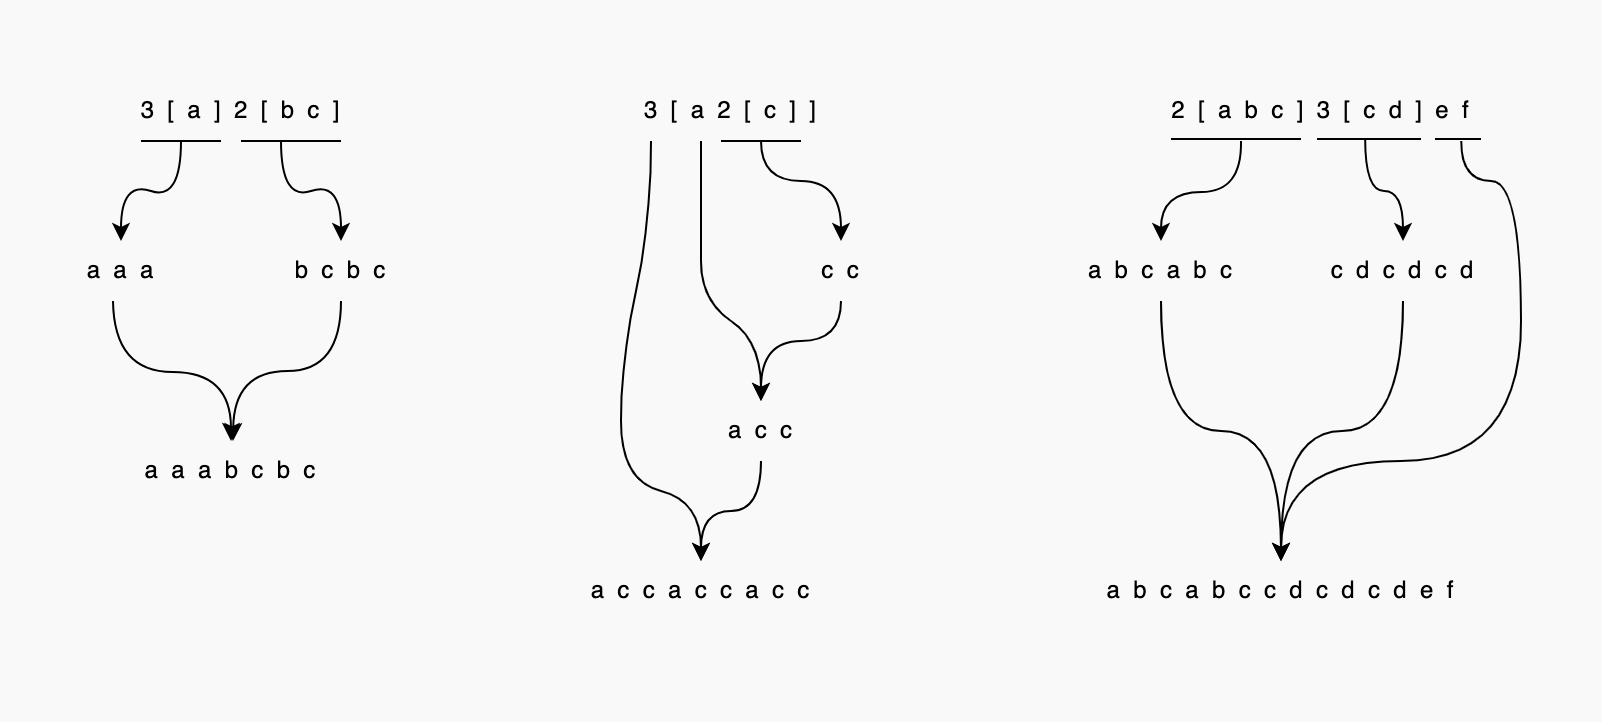 3 [ a ] 2 [ b c ]
a a a
b c b c
a a a b c b c
3 [ a 2 [ c ] ]
c c
a c c
a c c a c c a c c
2 [ a b c ] 3 [ c d ] e f
a b c a b c
c d c d c d
a b c a b c c d c d c d e f